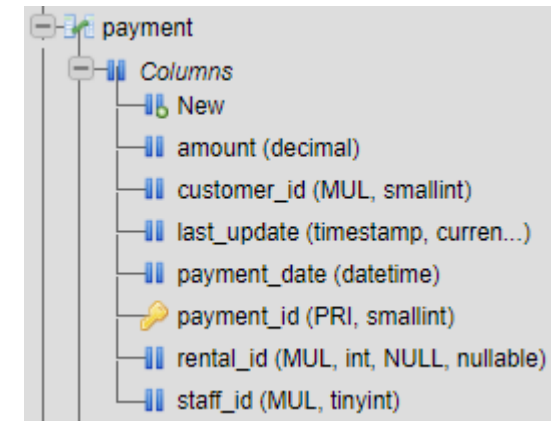 payment
Columns
New
amount (decimal)
customer_id (MUL, smallint)
last_update (timestamp, curren...)
payment_date (datetime)
payment_id (PRI, smallint)
rental_id (MUL, int, NULL, nullable)
staff_id (MUL, tinyint)